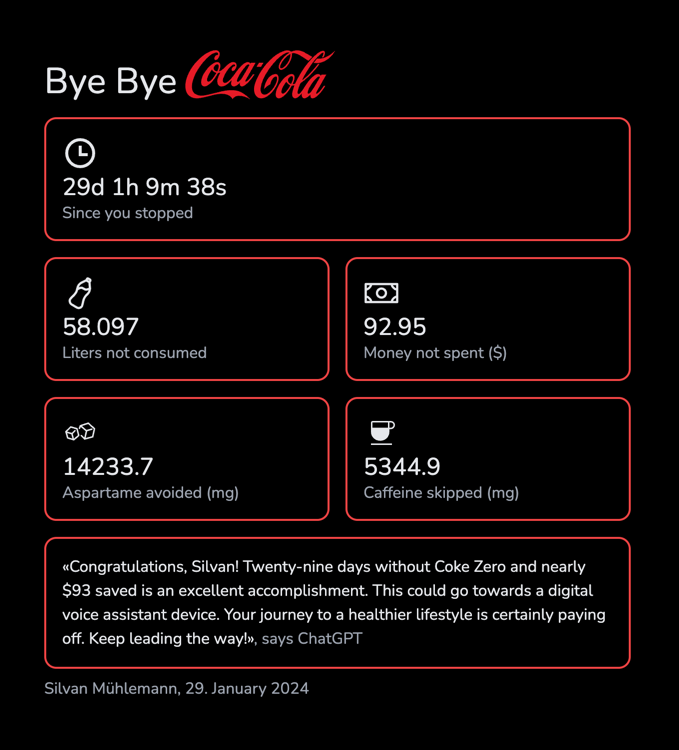 Bye Bye Coca-Cola
29d 1h 9m 38s
Since you stopped
58.097
Liters not consumed
92.95
Money not spent ($)
14233.7
Aspartame avoided (mg)
5344.9
Caffeine skipped (mg)
«Congratulations, Silvan! Twenty-nine days without Coke Zero and nearly
$93 saved is an excellent accomplishment. This could go towards a digital
voice assistant device. Your journey to a healthier lifestyle is certainly paying
off. Keep leading the way!», says ChatGPT
Silvan Mühlemann, 29. January 2024